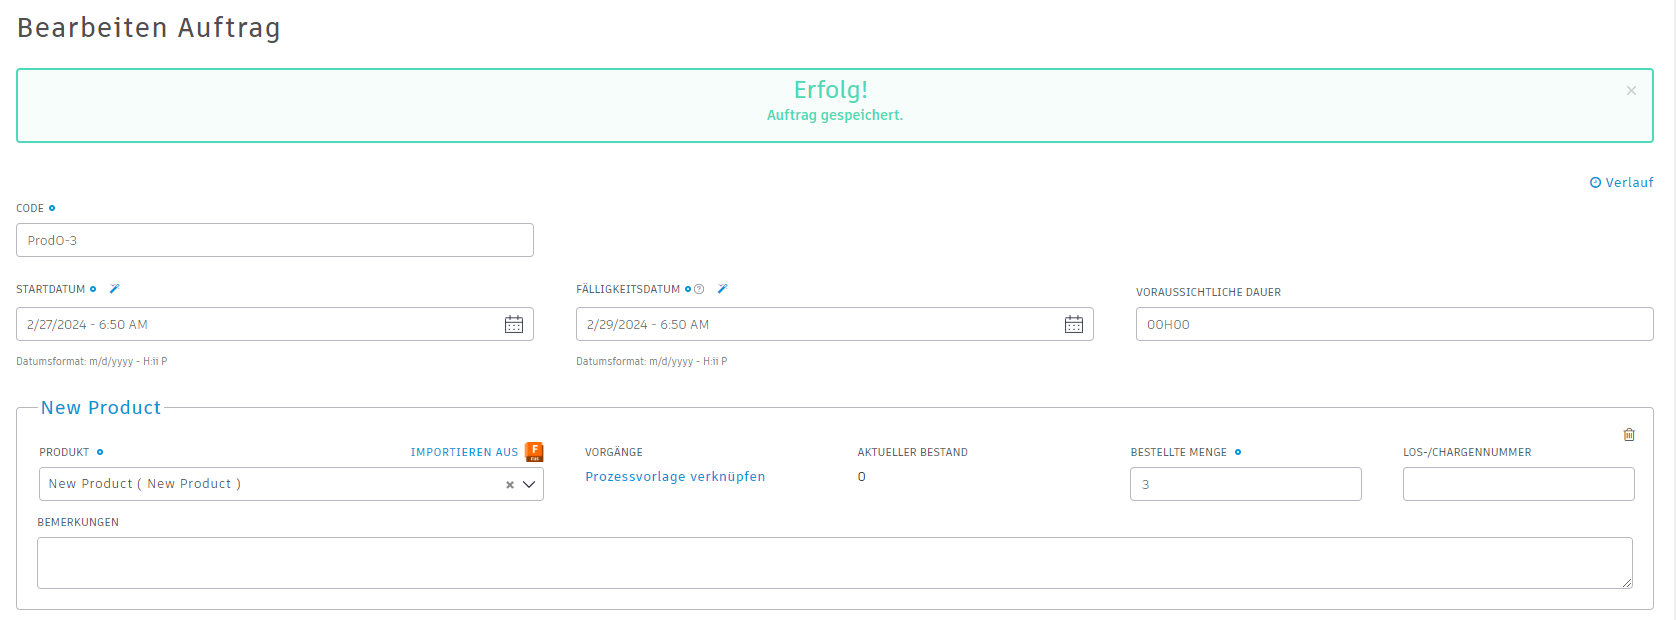 Bearbeiten Auftrag
Erfolg!
Auftrag gespeichert.
Verlauf
CODE
ProdO-3
STARTDATUM
FÄLLIGKEITSDATUM
VORAUSSICHTLICHE DAUER
2/27/2024 - 6:50 AM
2/29/2024 - 6:50 AM
00H00
Datumsformat: m/d/yyyy - H:ii P
Datumsformat: m/d/yyyy - H:ii P
New Product
PRODUKT
IMPORTIEREN AUS
F
FUS
VORGÄNGE
AKTUELLER BESTAND
BESTELLTE MENGE
LOS-/CHARGENNUMMER
New Product ( New Product )
Prozessvorlage verknüpfen
0
3
BEMERKUNGEN